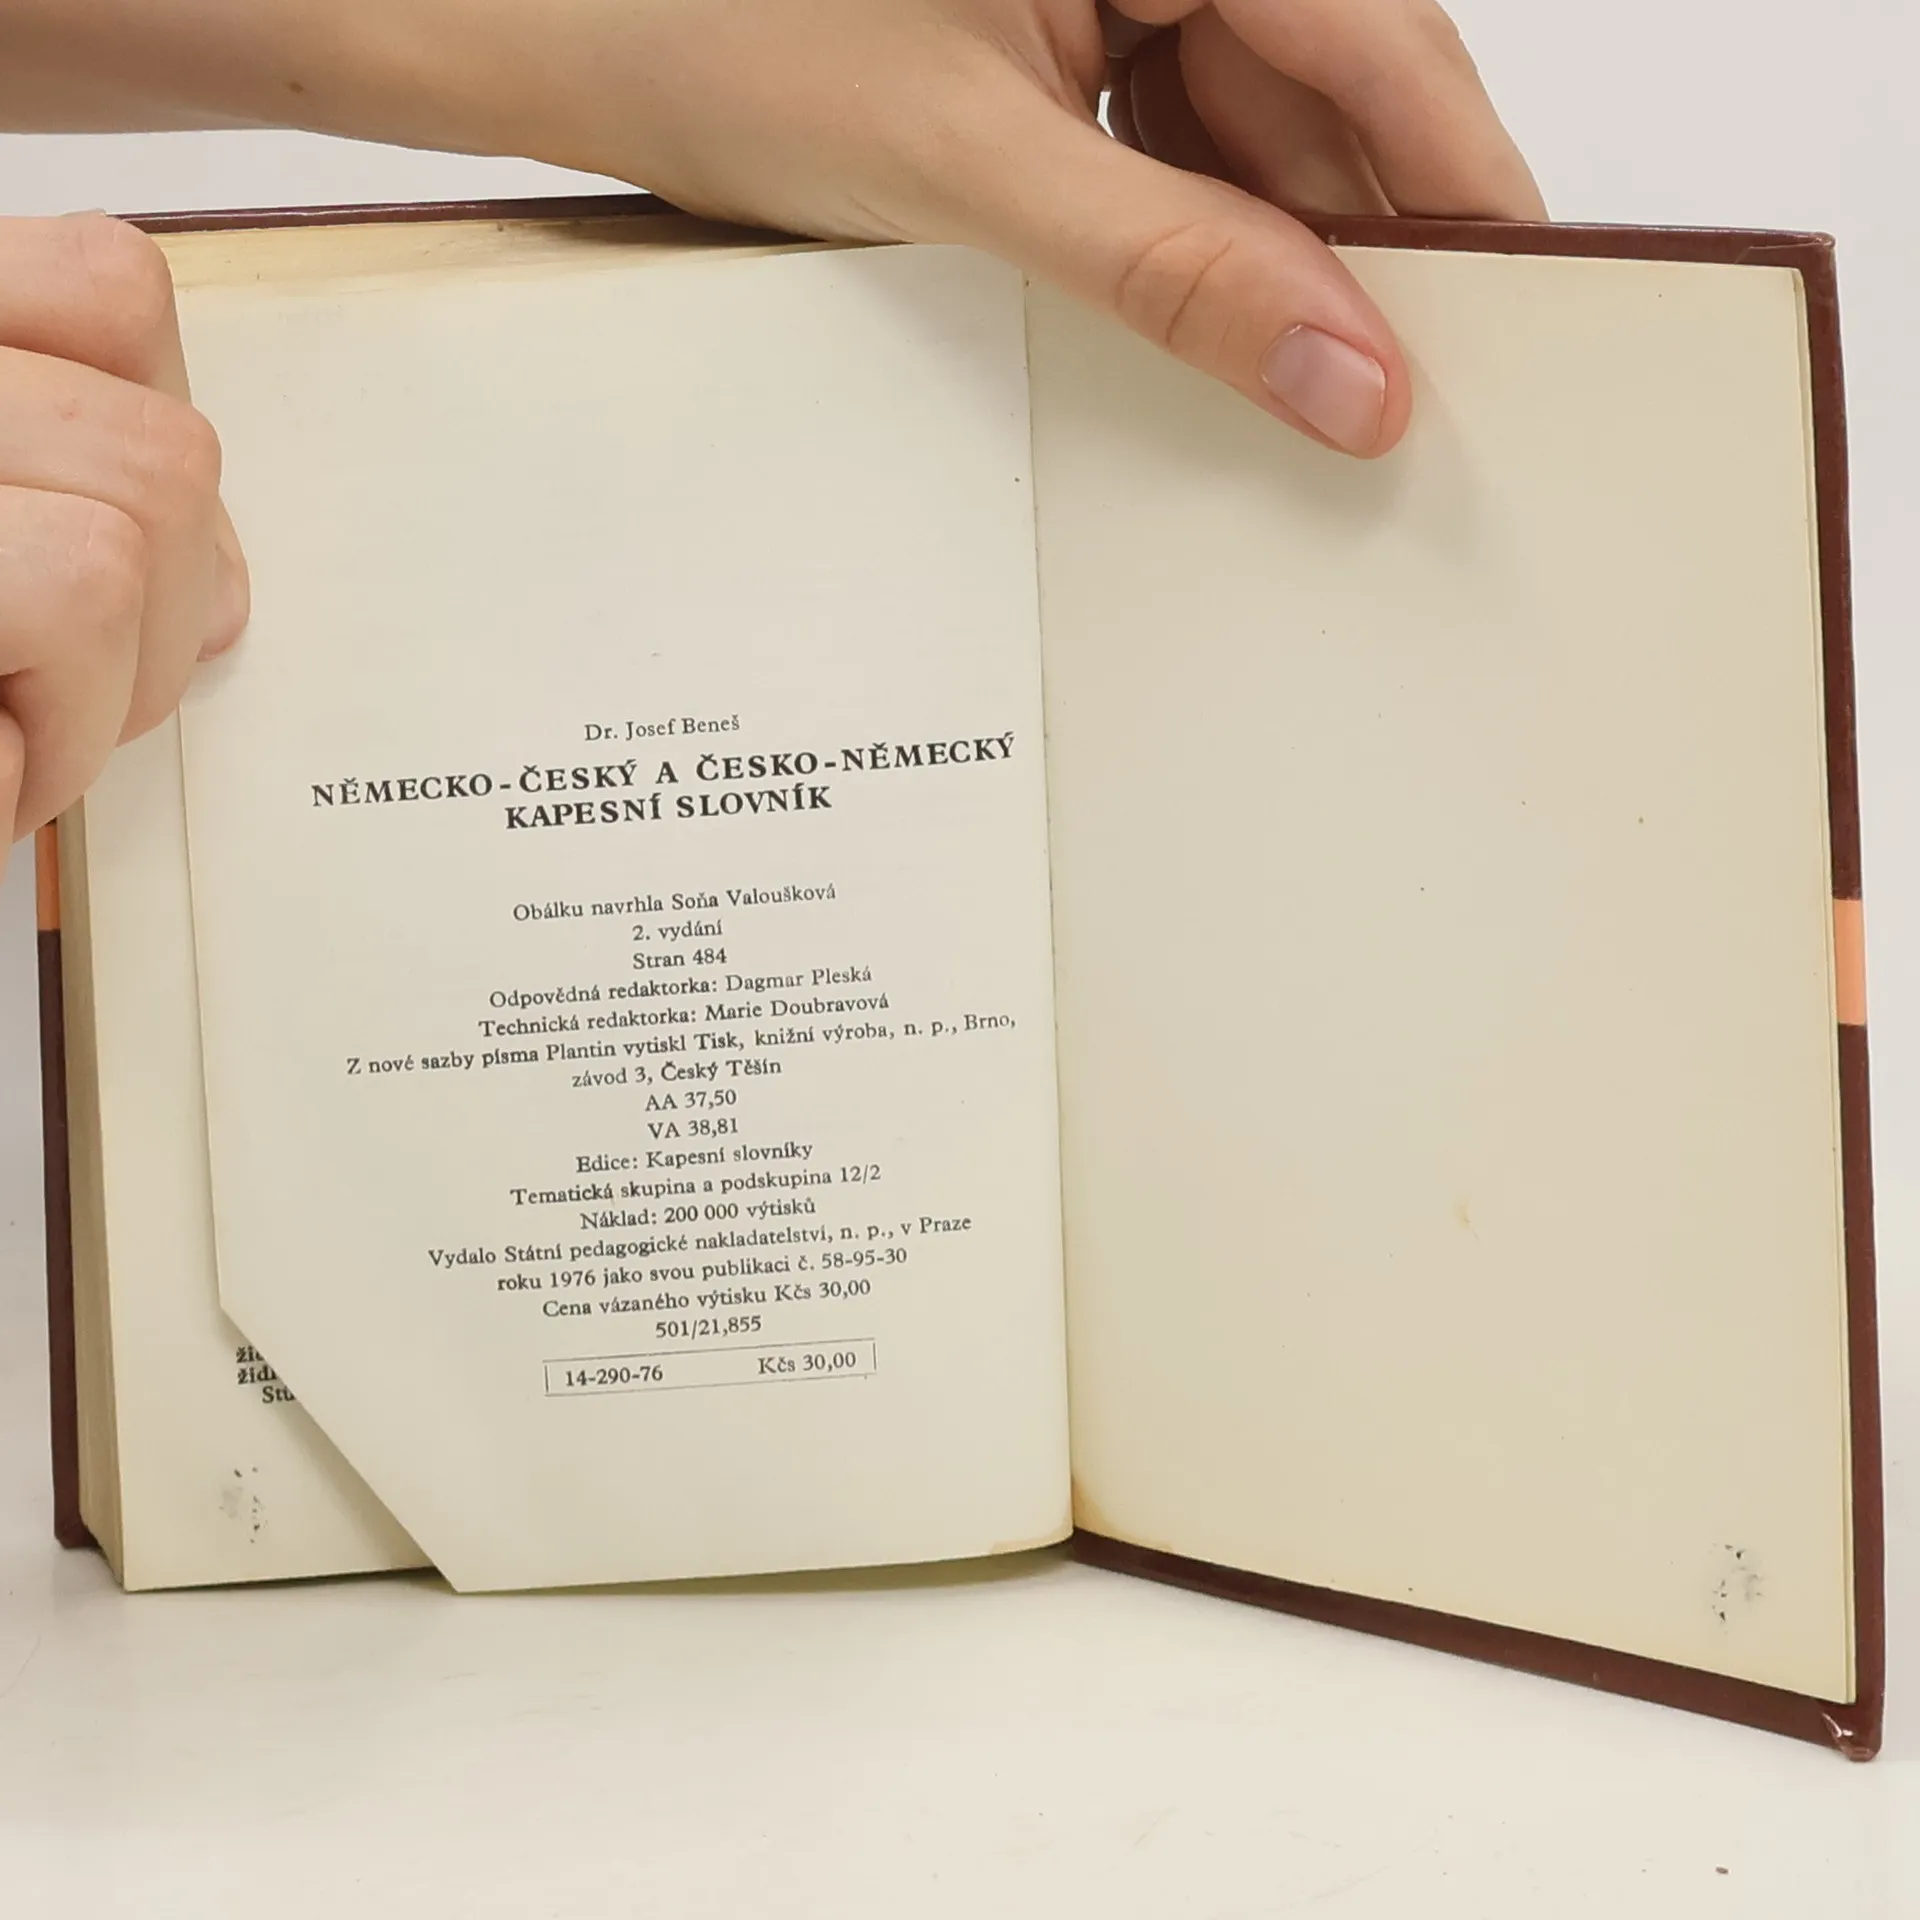 Dr. Josef Beneš
NĚMECKO-ČESKÝ A ČESKO-NĚMECKÝ
KAPESNÍ SLOVNÍK
Obálku navrhla Soňa Valoušková
2. vydání
Stran 484
Odpovědná redaktorka: Dagmar Pleská
Technická redaktorka: Marie Doubravová
Z nové sazby písma Plantin vytiskl Tisk, knižní výroba, n. p., Brno,
závod 3, Český Těšín
AA 37,50
VA 38,81
Edice: Kapesní slovníky
Tematická skupina a podskupina 12/2
Náklad: 200 000 výtisků
Vydalo Státní pedagogické nakladatelství, n. p., v Praze
roku 1976 jako svou publikaci č. 58-95-30
Cena vázaného výtisku Kčs 30,00
501/21,855
14-290-76 Kčs 30,00